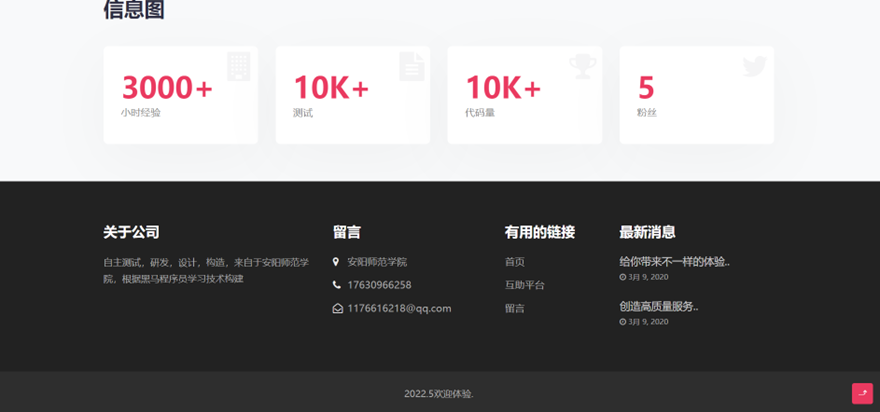 信息图
3000+
小时经验
10K+
测试
10K+
代码量
5
粉丝
关于公司
自主测试，研发，设计，构造，来自于安阳师范学
院，根据黑马程序员学习技术构建
留言
安阳师范学院
17630966258
1176616218@qq.com
有用的链接
首页
互助平台
留言
最新消息
给你带来不一样的体验..
3月 9, 2020
创造高质量服务..
3月 9, 2020
2022.5欢迎体验.